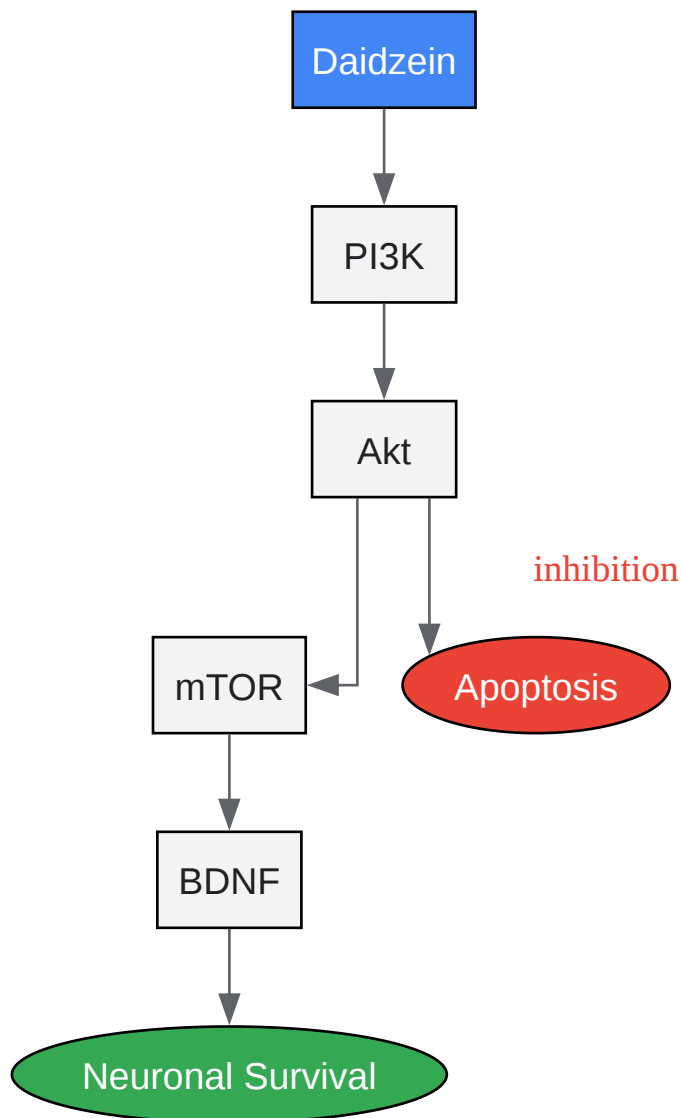 Daidzein
PI3K
Akt
inhibition
mTOR
Apoptosis
BDNF
Neuronal Survival